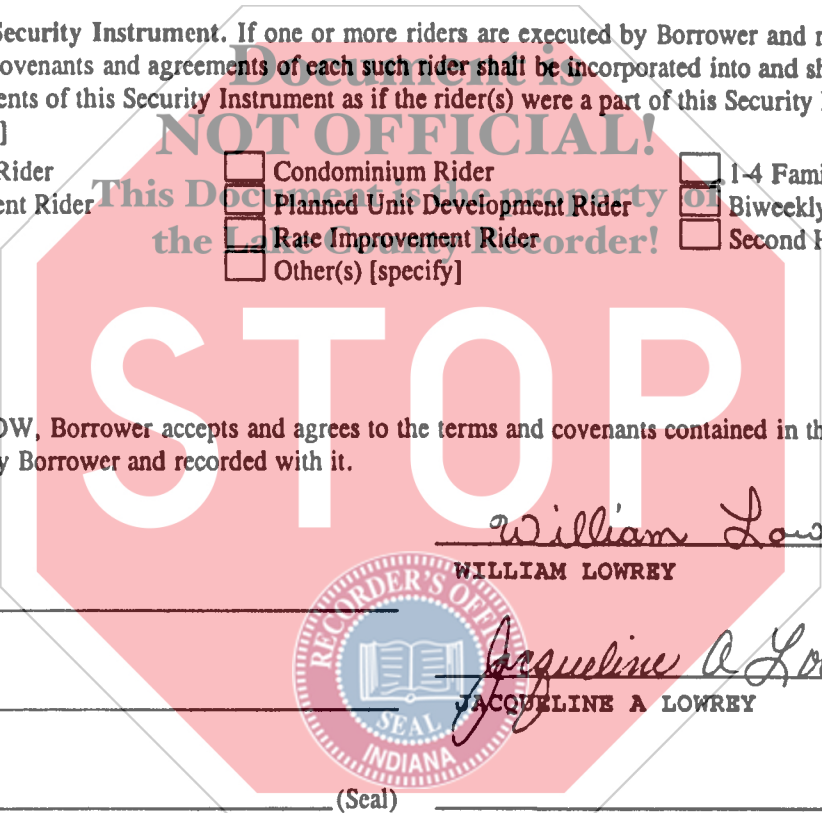 Security Instrument. If one or more riders are executed by Borrower and r
ovenants and agreements of each such rider shall be incorporated into and sh
ents of this Security Instrument as if the rider(s) were a part of this Security
]
Document is
NOT OFFICIAL!
This Document is the property of
the Lake County Recorder!
Rider
Condominium Rider
1-4 Fami
ent Rider
Planned Unit Development Rider
Biweekly
Rate Improvement Rider
Second H
Other(s) [specify]
STOP
OW, Borrower accepts and agrees to the terms and covenants contained in th
y Borrower and recorded with it.
William Low
WILLIAM LOWREY
RECORDER'S OFFI
Jacqueline A Lo
JACQUELINE A LOWREY
SEAL
INDIANA
(Seal)